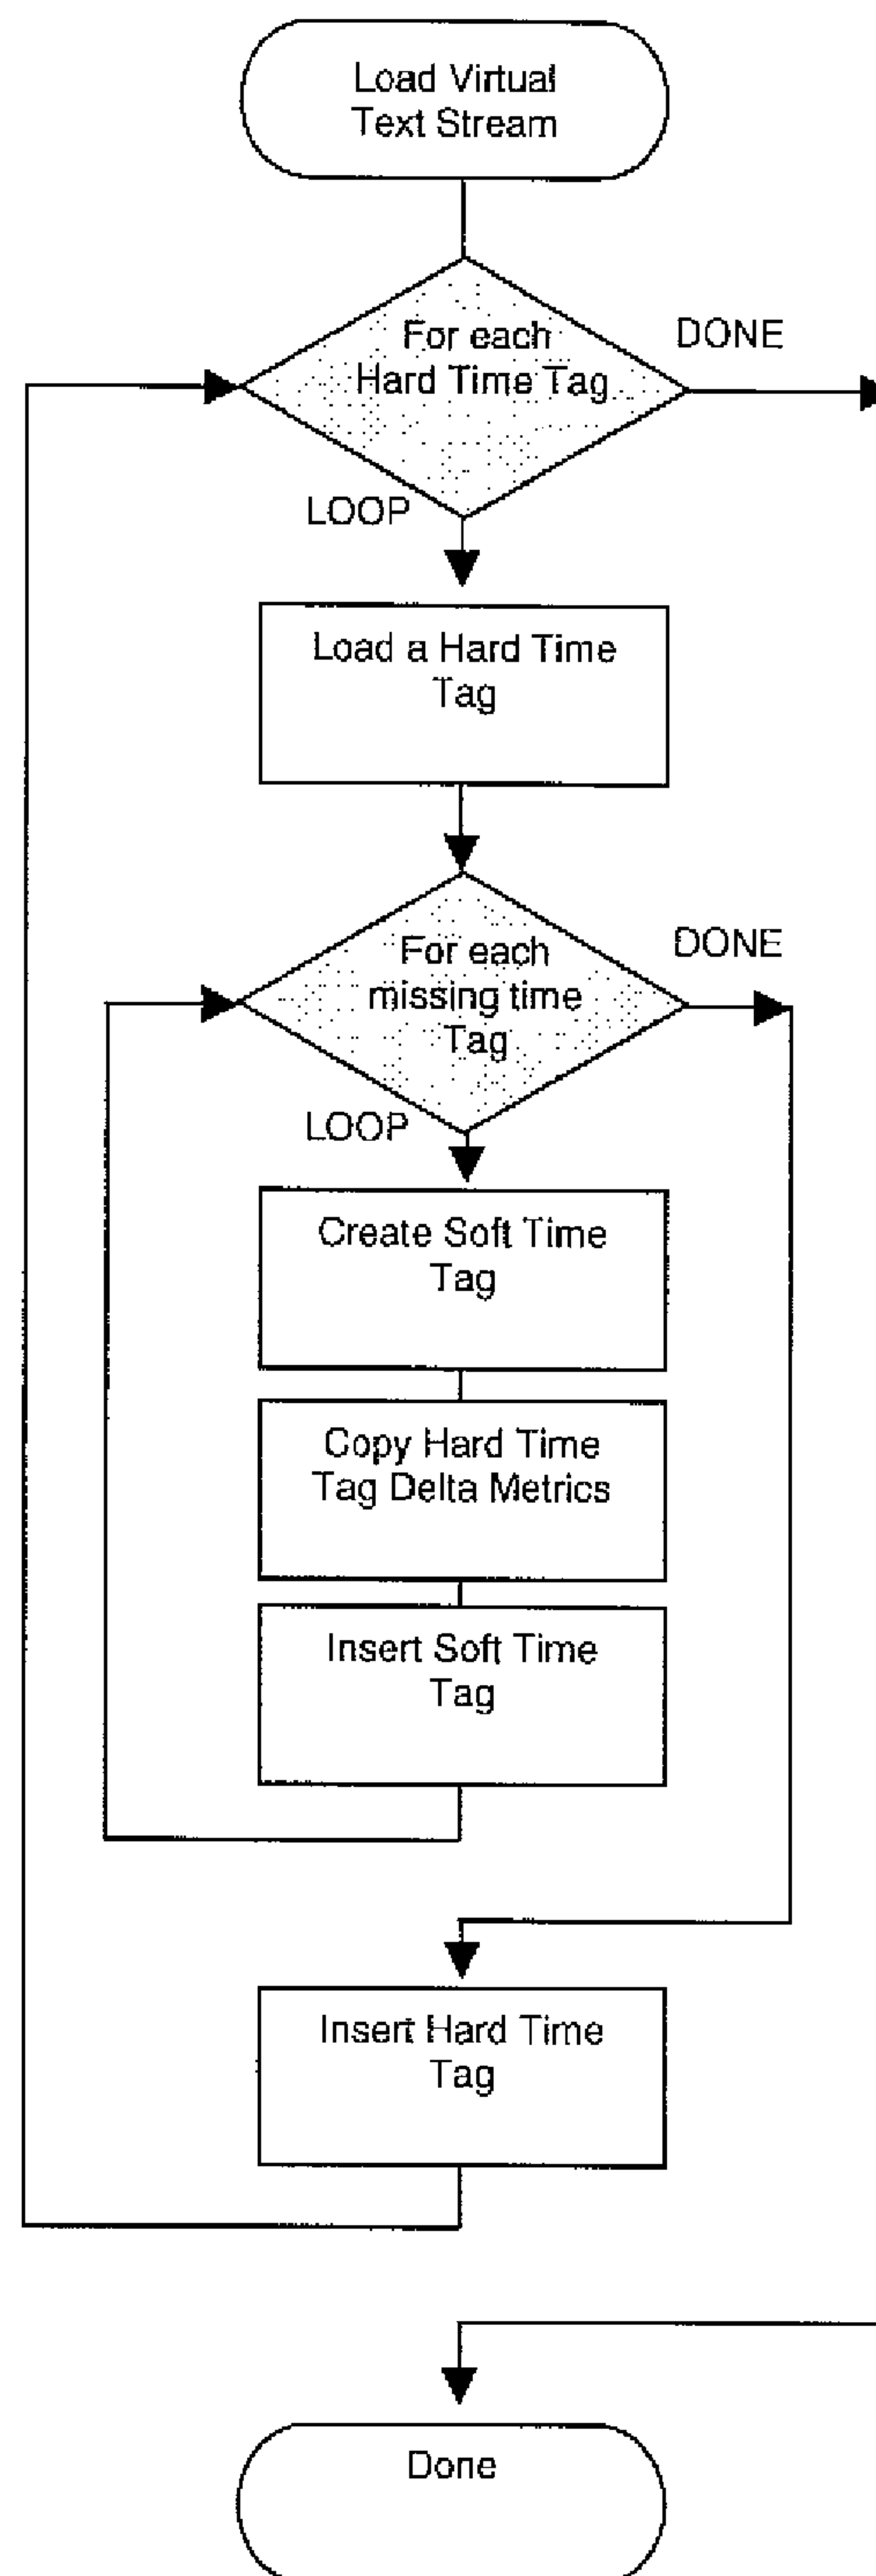 Load Virtual
Text Stream
For each
Hard Time Tag
DONE
LOOP
Load a Hard Time
Tag
For each
missing time
Tag
DONE
LOOP
Create Soft Time
Tag
Copy Hard Time
Tag Delta Metrics
Insert Soft Time
Tag
Insert Hard Time
Tag
Done